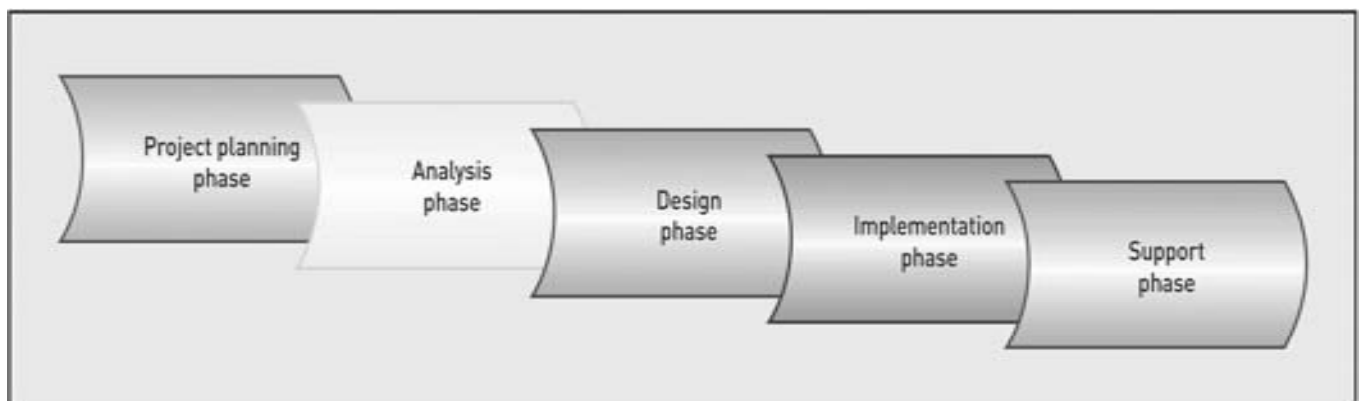 Project planning
phase
Analysis
phase
Design
phase
Implementation
phase
Support
phase